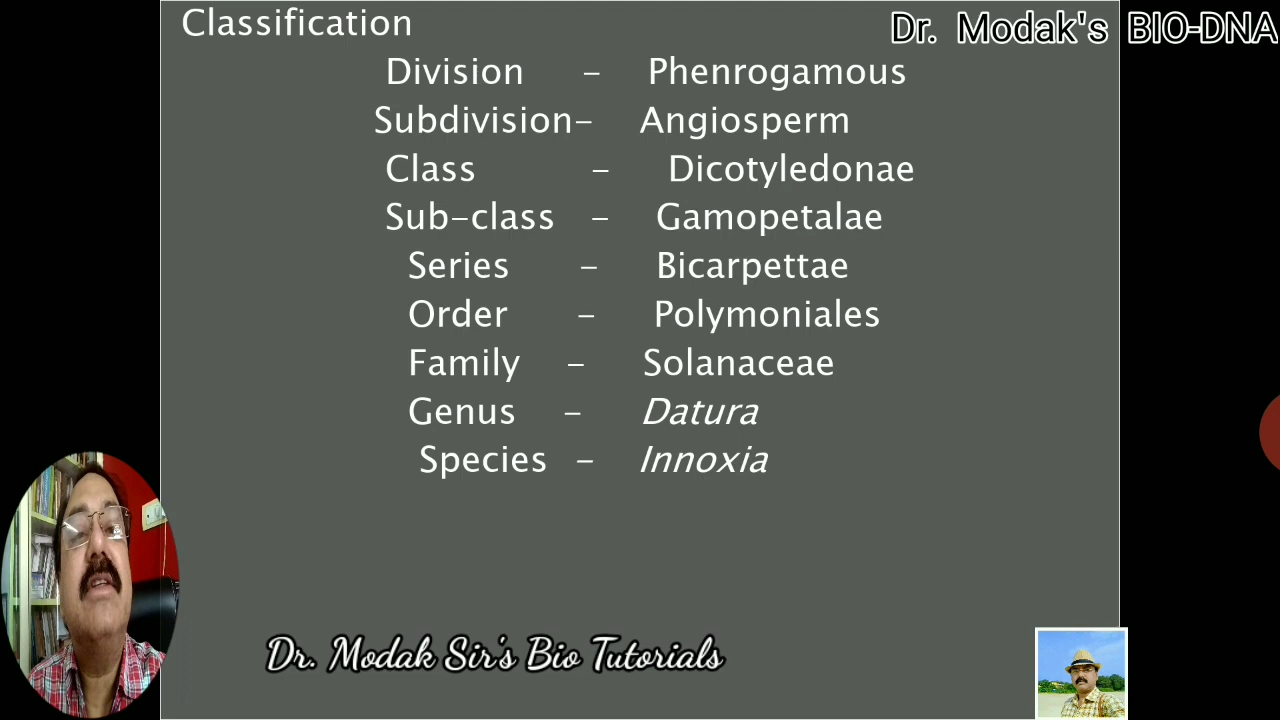 Classification
Dr. Modak's BIO-DNA
Division - Phenrogamous
Subdivision- Angiosperm
Class - Dicotyledonae
Sub-class - Gamopetalae
Series - Bicarpettae
Order - Polymoniales
Family - Solanaceae
Genus - Datura
Species - Innoxia
Dr. Modak Sir's Bio Tutorials